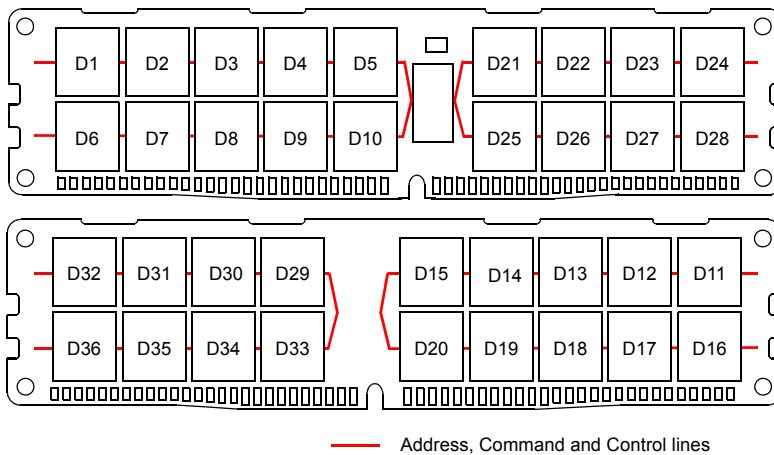 D1 D2 D3 D4 D5 D21 D22 D23 D24
D6 D7 D8 D9 D10 D25 D26 D27 D28
D32 D31 D30 D29 D15 D14 D13 D12 D11
D36 D35 D34 D33 D20 D19 D18 D17 D16
Address, Command and Control lines